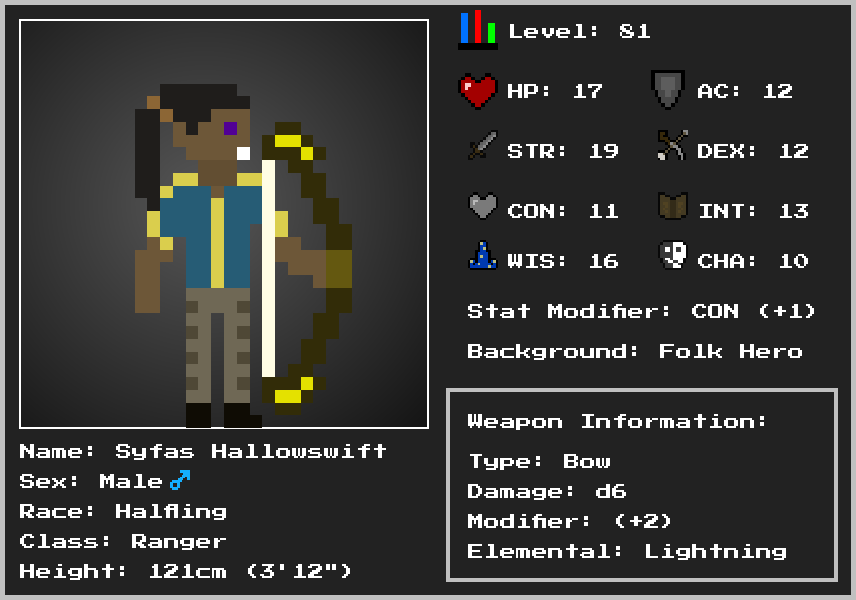 Level: 81
HP: 17
AC: 12
STR: 19
DEX: 12
CON: 11
INT: 13
WIS: 16
CHA: 10
Stat Modifier: CON (+1)
Background: Folk Hero
Weapon Information:
Type: Bow
Damage: d6
Modifier: (+2)
Elemental: Lightning
Name: Syfas Hallowswift
Sex: Male ♂
Race: Halfling
Class: Ranger
Height: 121cm (3'12")